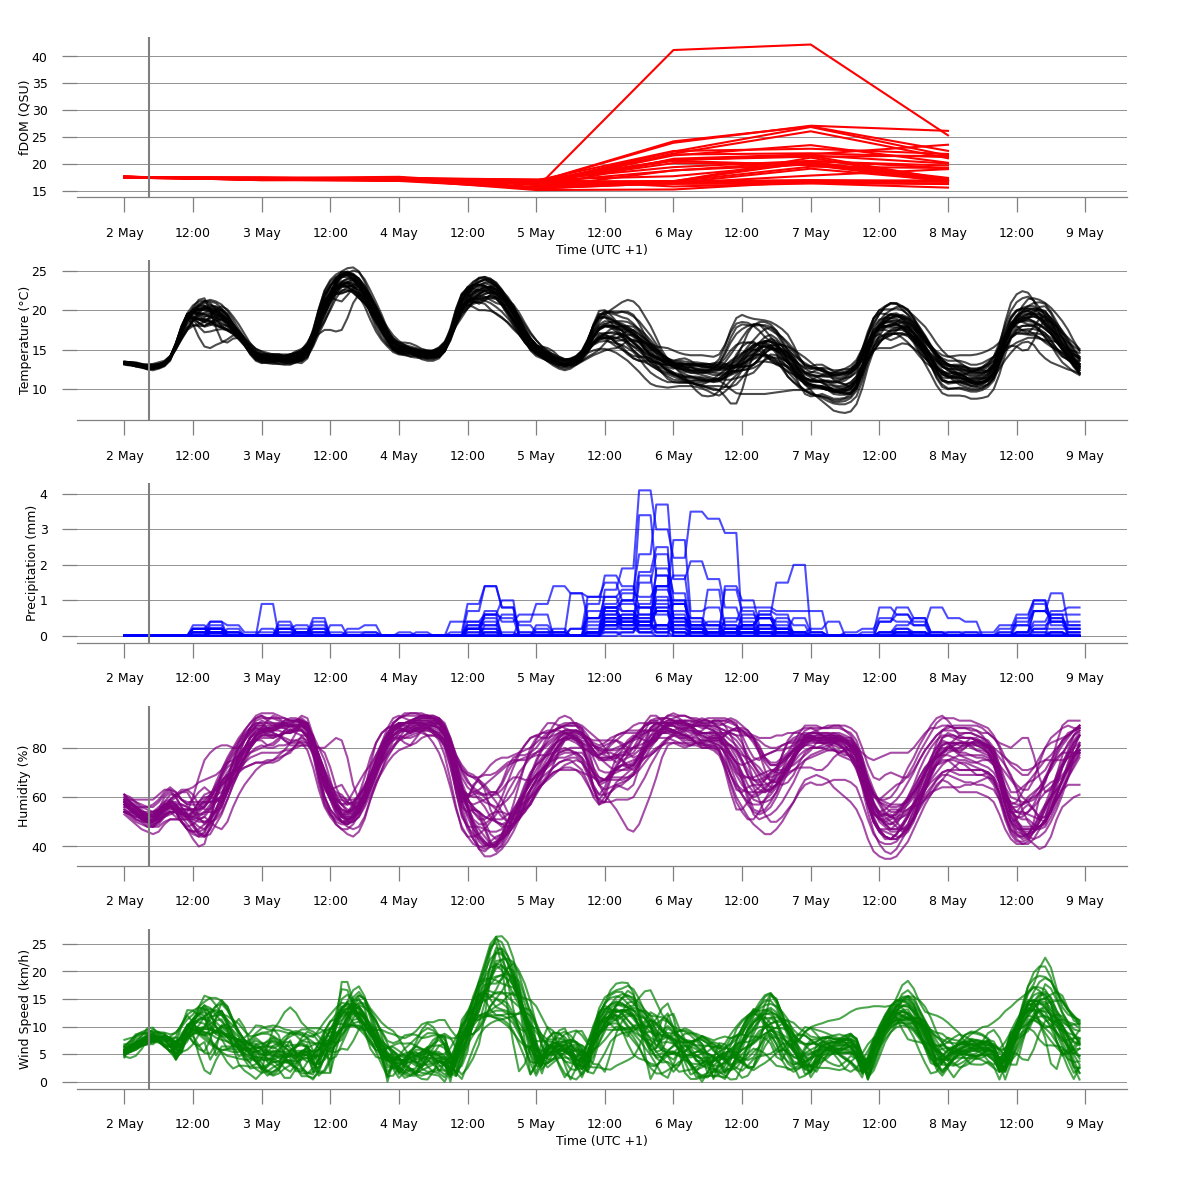 fDOM (QSU)
40
35
30
25
20
15
2 May 12:00 3 May 12:00 4 May 12:00 5 May 12:00 6 May 12:00 7 May 12:00 8 May 12:00 9 May
Time (UTC +1)
Temperature (°C)
25
20
15
10
2 May 12:00 3 May 12:00 4 May 12:00 5 May 12:00 6 May 12:00 7 May 12:00 8 May 12:00 9 May
Precipitation (mm)
4
3
2
1
0
2 May 12:00 3 May 12:00 4 May 12:00 5 May 12:00 6 May 12:00 7 May 12:00 8 May 12:00 9 May
Humidity (%)
80
60
40
2 May 12:00 3 May 12:00 4 May 12:00 5 May 12:00 6 May 12:00 7 May 12:00 8 May 12:00 9 May
Wind Speed (km/h)
25
20
15
10
5
0
2 May 12:00 3 May 12:00 4 May 12:00 5 May 12:00 6 May 12:00 7 May 12:00 8 May 12:00 9 May
Time (UTC +1)